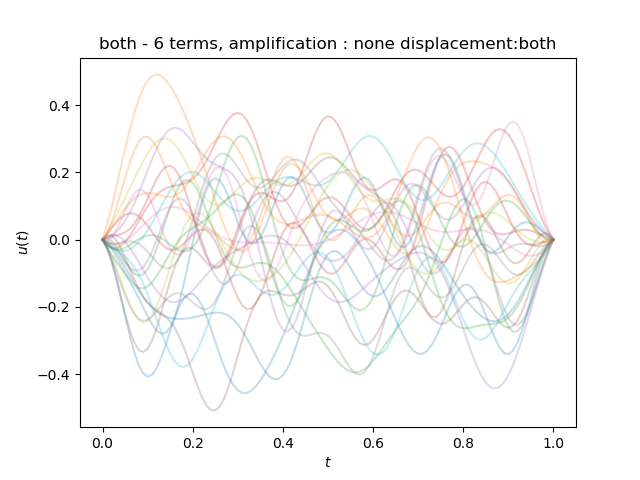 both - 6 terms, amplification : none displacement:both
u(t)
0.4
0.2
0.0
−0.2
−0.4
0.0 0.2 0.4 0.6 0.8 1.0
t